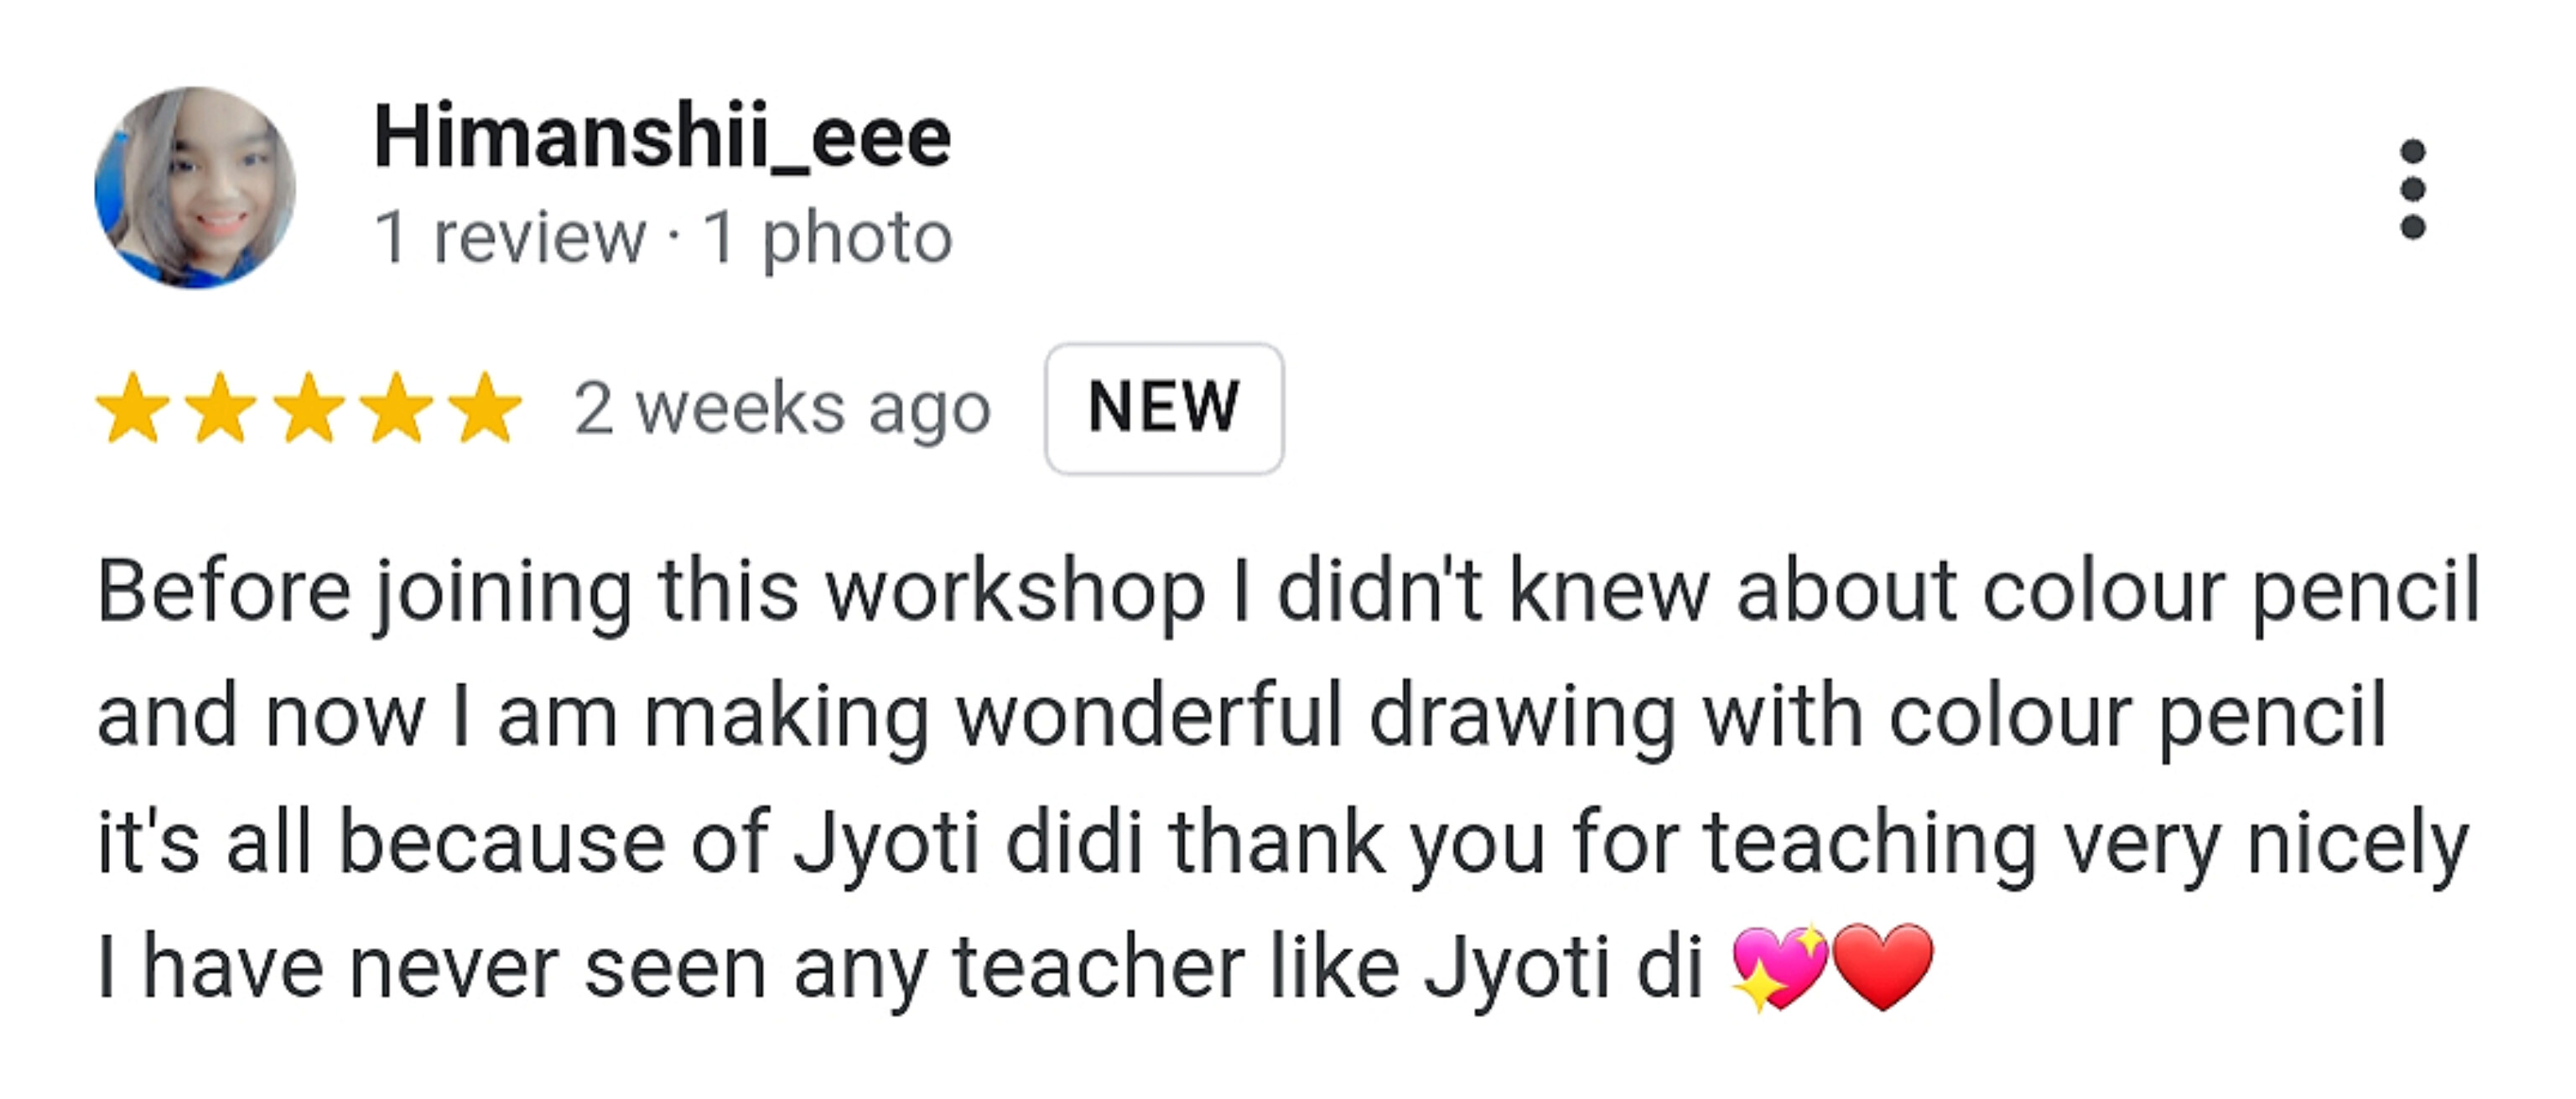 Himanshii_eee
1 review · 1 photo
2 weeks ago NEW
Before joining this workshop I didn't knew about colour pencil
and now I am making wonderful drawing with colour pencil
it's all because of Jyoti didi thank you for teaching very nicely
I have never seen any teacher like Jyoti di 💖❤️